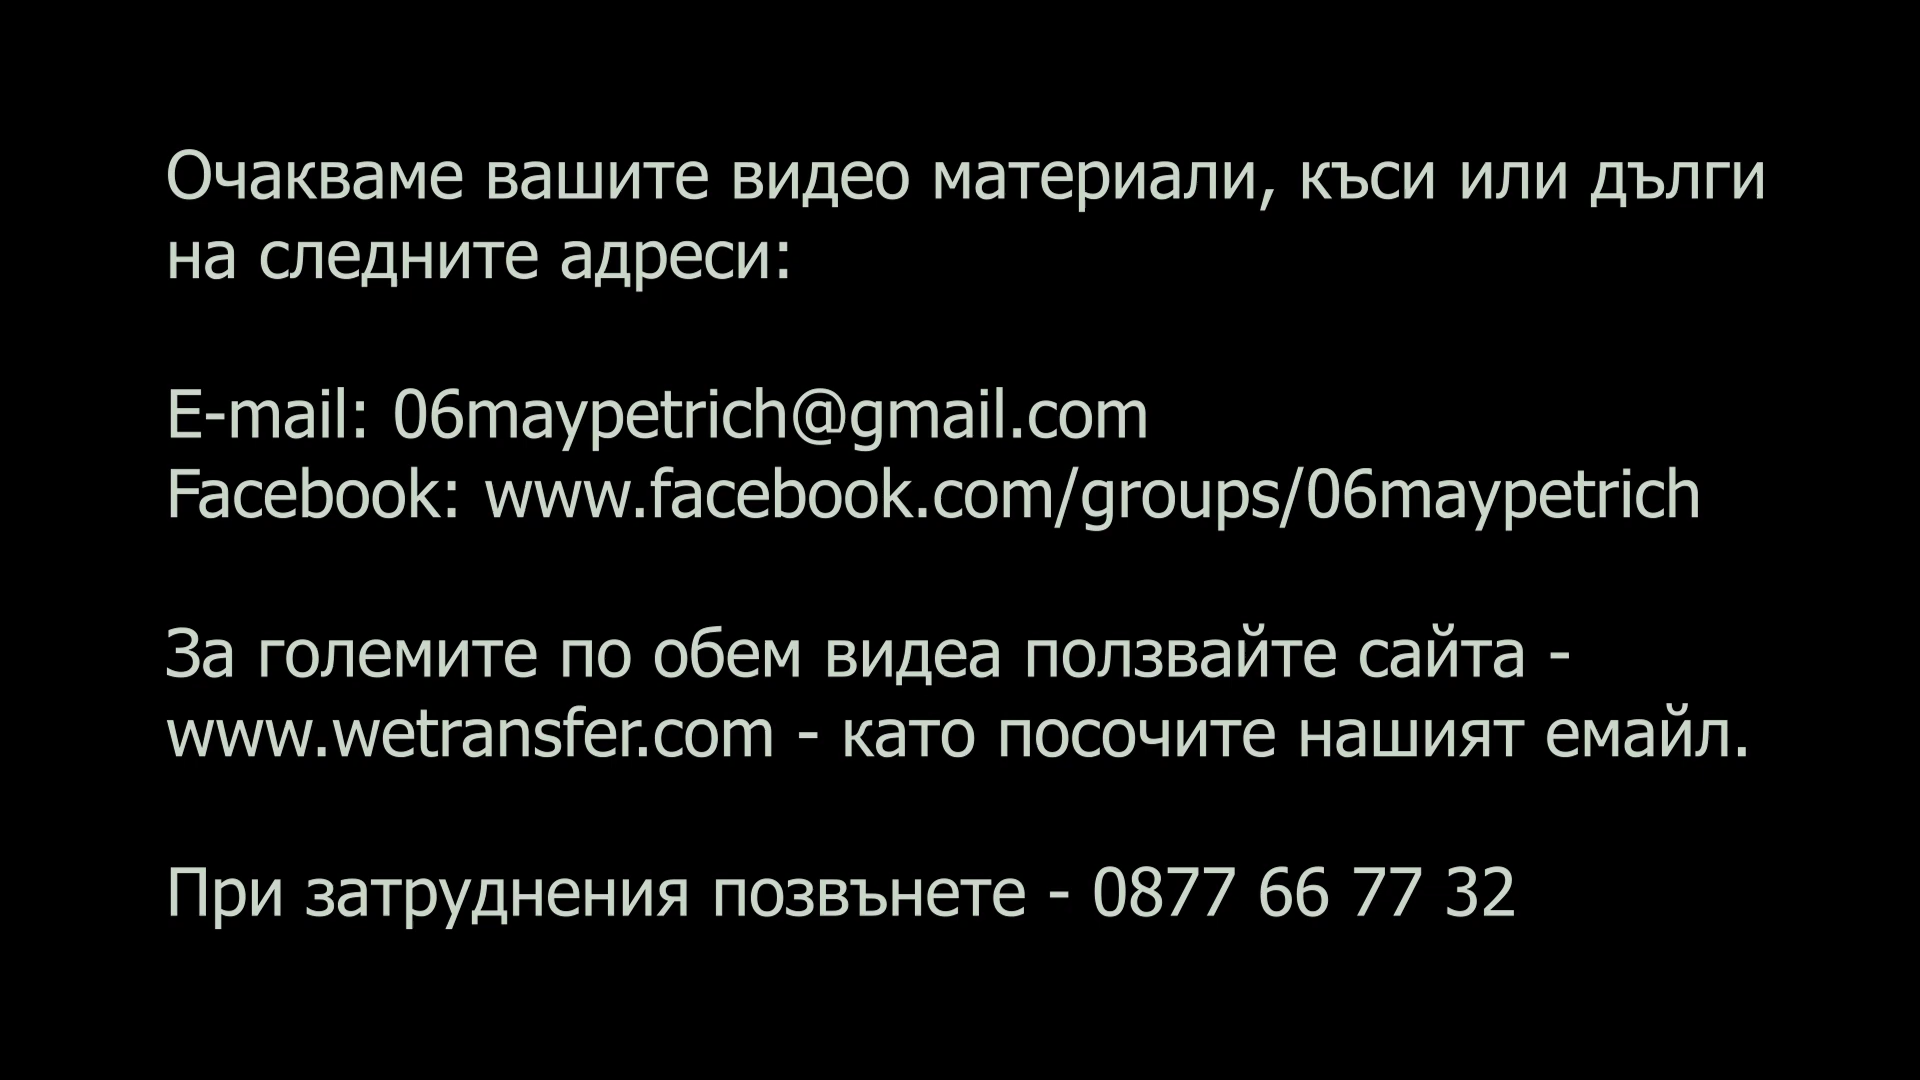 Очакваме вашите видео материали, къси или дълги
на следните адреси:
E-mail: 06maypetrich@gmail.com
Facebook: www.facebook.com/groups/06maypetrich
За големите по обем видеа ползвайте сайта -
www.wetransfer.com - като посочите нашият емайл.
При затруднения позвънете - 0877 66 77 32